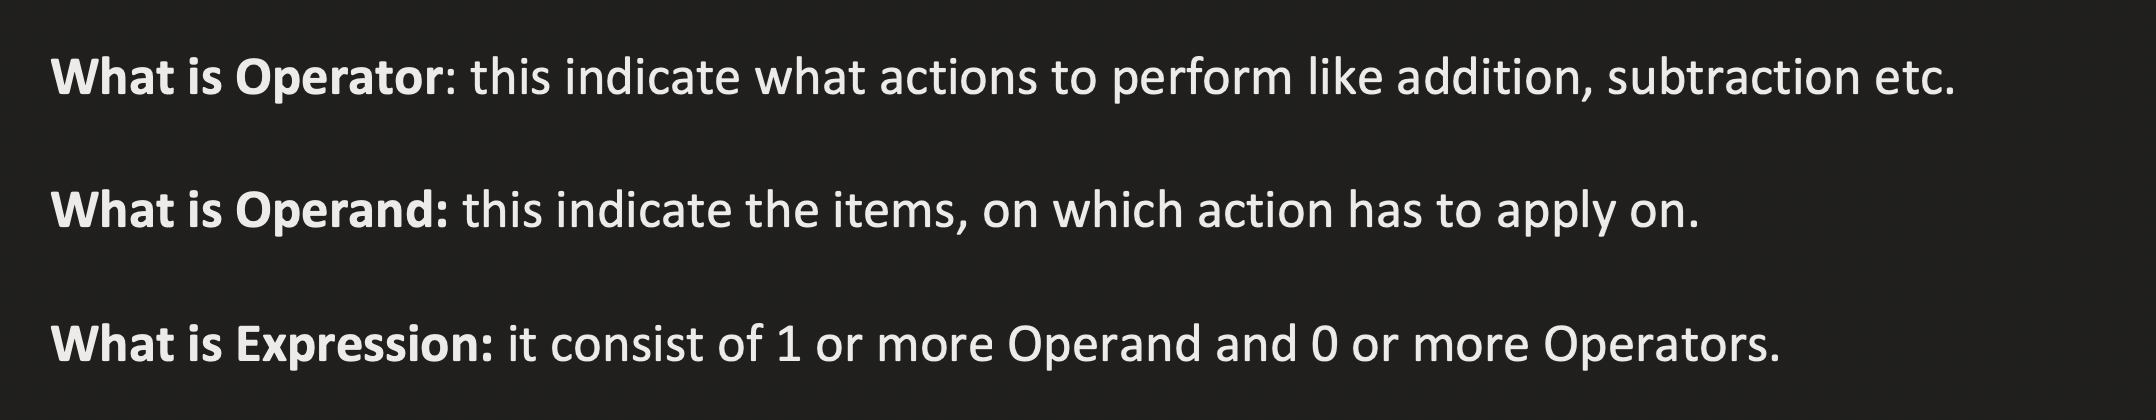 What is Operator: this indicate what actions to perform like addition, subtraction etc.
What is Operand: this indicate the items, on which action has to apply on.
What is Expression: it consist of 1 or more Operand and 0 or more Operators.